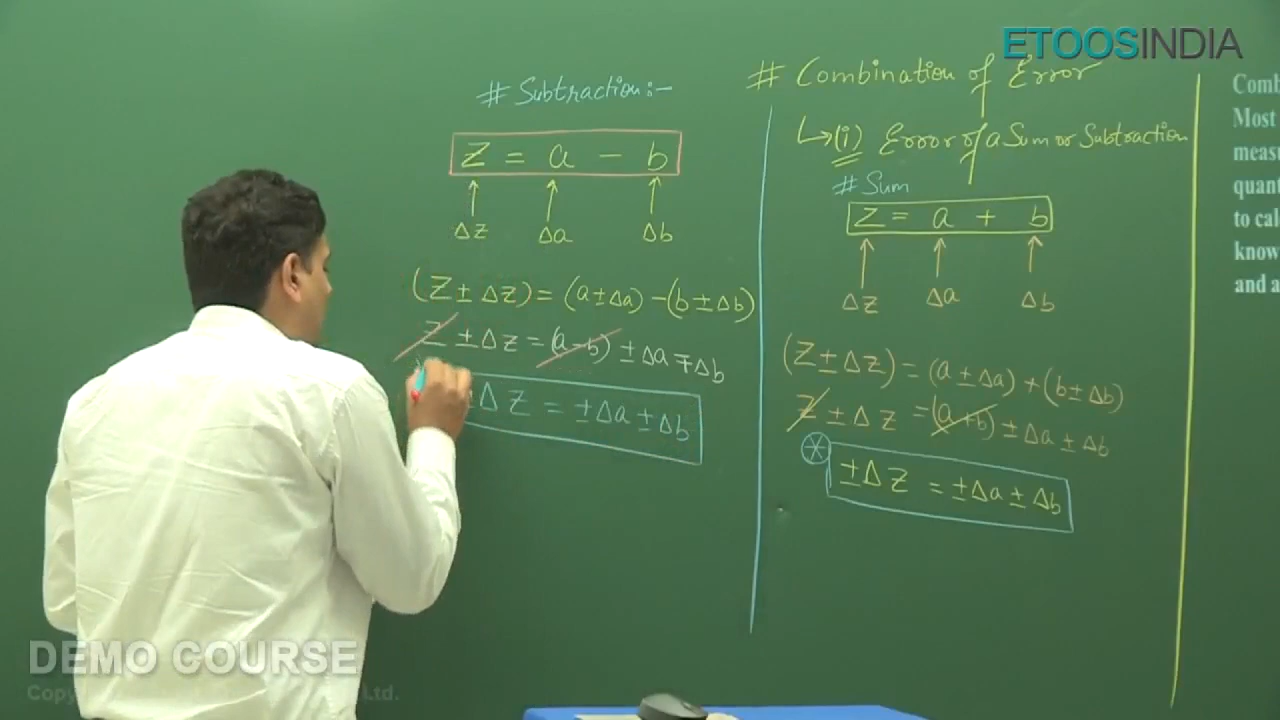 ETOOSINDIA
# Combination of Error
↳(i) Error of a Sum or Subtraction
# Sum
Z = a + b
ΔZ Δa Δb
(Z ± ΔZ) = (a ± Δa) + (b ± Δb)
Z ± ΔZ = (a + b) ± Δa ± Δb
±ΔZ = ±Δa ± Δb
# Subtraction:-
Z = a - b
ΔZ Δa Δb
(Z ± ΔZ) = (a ± Δa) - (b ± Δb)
Z ± ΔZ = (a - b) ± Δa ∓ Δb
ΔZ = ±Δa ± Δb
Comb
Most
meas
quant
to cal
know
and a
DEMO COURSE
Ltd.